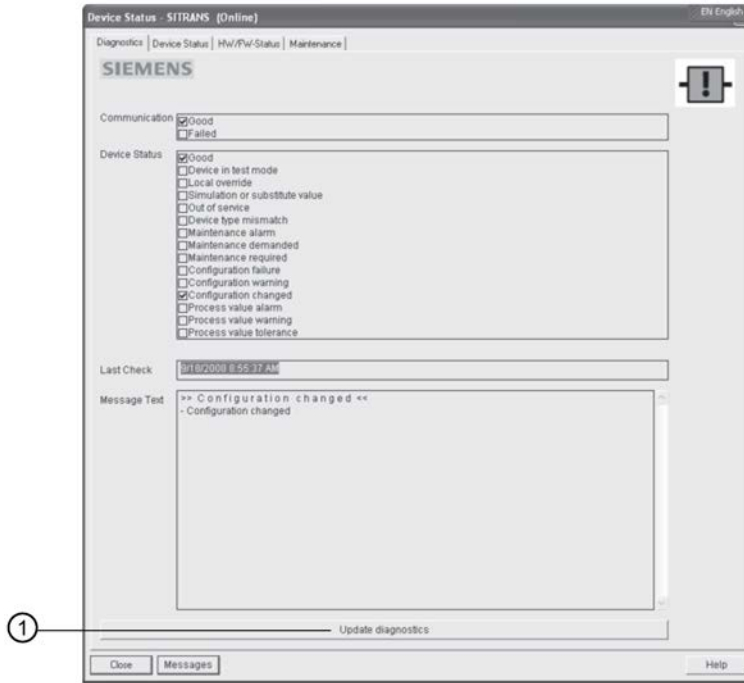 Device Status - SITRANS (Online)
EN English
Diagnostics Device Status HW/FW-Status Maintenance
SIEMENS
!
Communication
Good
Failed
Device Status
Good
Device in test mode
Local override
Simulation or substitute value
Out of service
Device type mismatch
Maintenance alarm
Maintenance demanded
Maintenance required
Configuration failure
Configuration warning
Configuration changed
Process value alarm
Process value warning
Process value tolerance
Last Check
8:55:37 AM
Message Text
>> Configuration changed <<
- Configuration changed
1
Update diagnostics
Close Messages Help